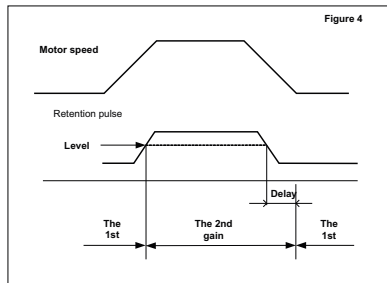 Figure 4
Motor speed
Retention pulse
Level
Delay
The 1st
The 2nd gain
The 1st